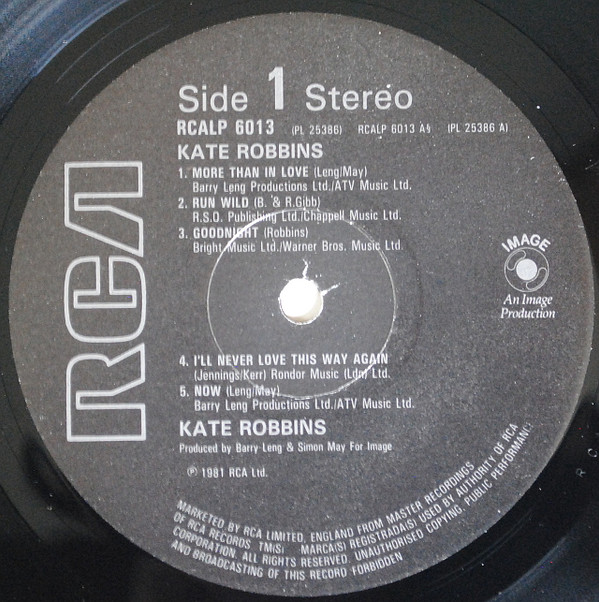 Side 1 Stereo
RCALP 6013 (PL 25386) RCALP 6013 A§ (PL 25386 A)
KATE ROBBINS
1. MORE THAN IN LOVE (Leng/May)
Barry Leng Productions Ltd./ATV Music Ltd.
2. RUN WILD (B. & R.Gibb)
R.S.O. Publishing Ltd./Chappell Music Ltd.
3. GOODNIGHT (Robbins)
Bright Music Ltd./Warner Bros. Music Ltd.
RCA
IMAGE
An Image
Production
4. I'LL NEVER LOVE THIS WAY AGAIN
(Jennings/Kerr) Rondor Music (Ldn) Ltd.
5. NOW (Leng/May)
Barry Leng Productions Ltd./ATV Music Ltd.
KATE ROBBINS
Produced by Barry Leng & Simon May For Image
℗ 1981 RCA Ltd.
MARKETED BY RCA LIMITED, ENGLAND FROM MASTER RECORDINGS
OF RCA RECORDS TM(S) MARCA(S) REGISTRADA(S) USED BY AUTHORITY OF RCA
CORPORATION. ALL RIGHTS RESERVED. UNAUTHORISED COPYING, PUBLIC PERFORMANCE
AND BROADCASTING OF THIS RECORD FORBIDDEN